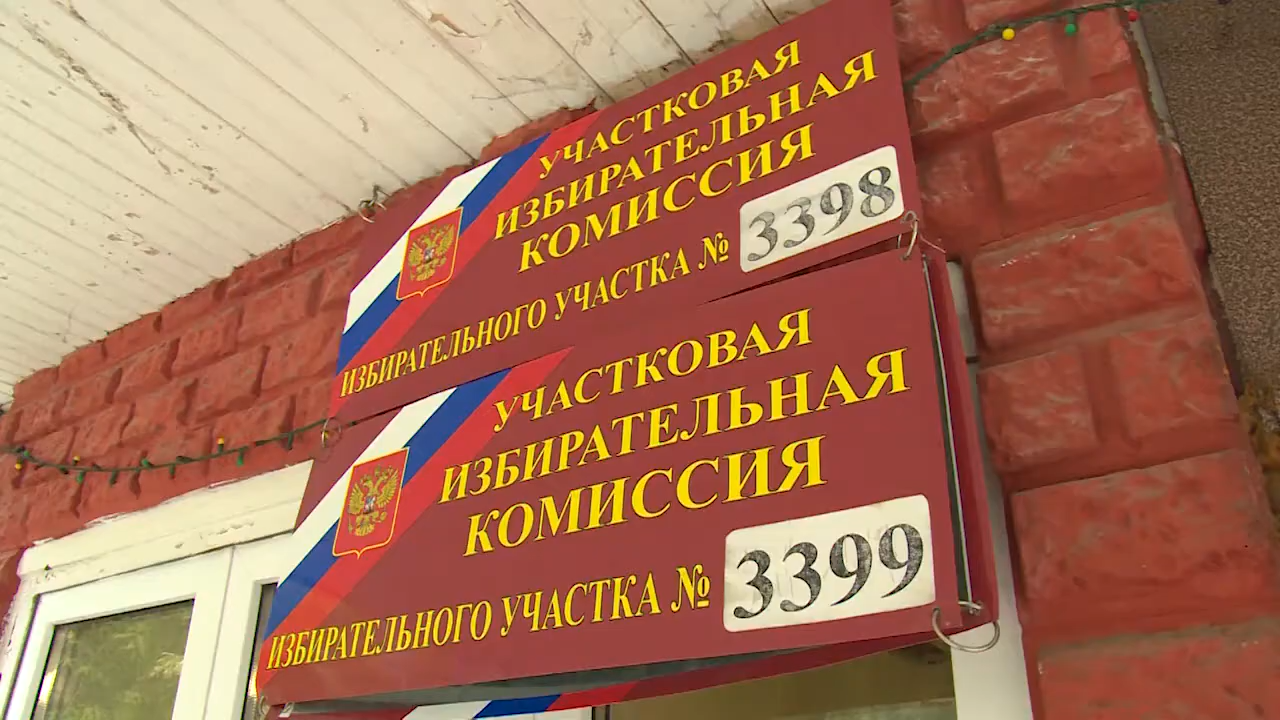 УЧАСТКОВАЯ
ИЗБИРАТЕЛЬНАЯ
КОМИССИЯ
ИЗБИРАТЕЛЬНОГО УЧАСТКА № 3398
УЧАСТКОВАЯ
ИЗБИРАТЕЛЬНАЯ
КОМИССИЯ
ИЗБИРАТЕЛЬНОГО УЧАСТКА № 3399